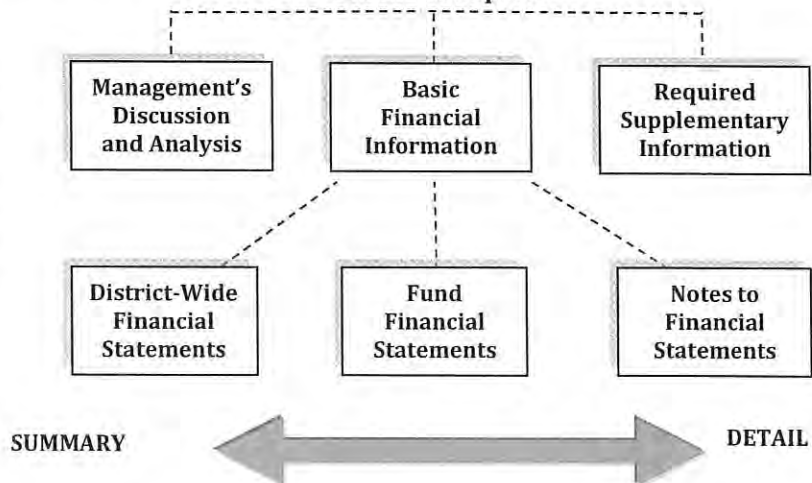 Management's
Discussion
and Analysis
Basic
Financial
Information
Required
Supplementary
Information
District-Wide
Financial
Statements
Fund
Financial
Statements
Notes to
Financial
Statements
SUMMARY
DETAIL